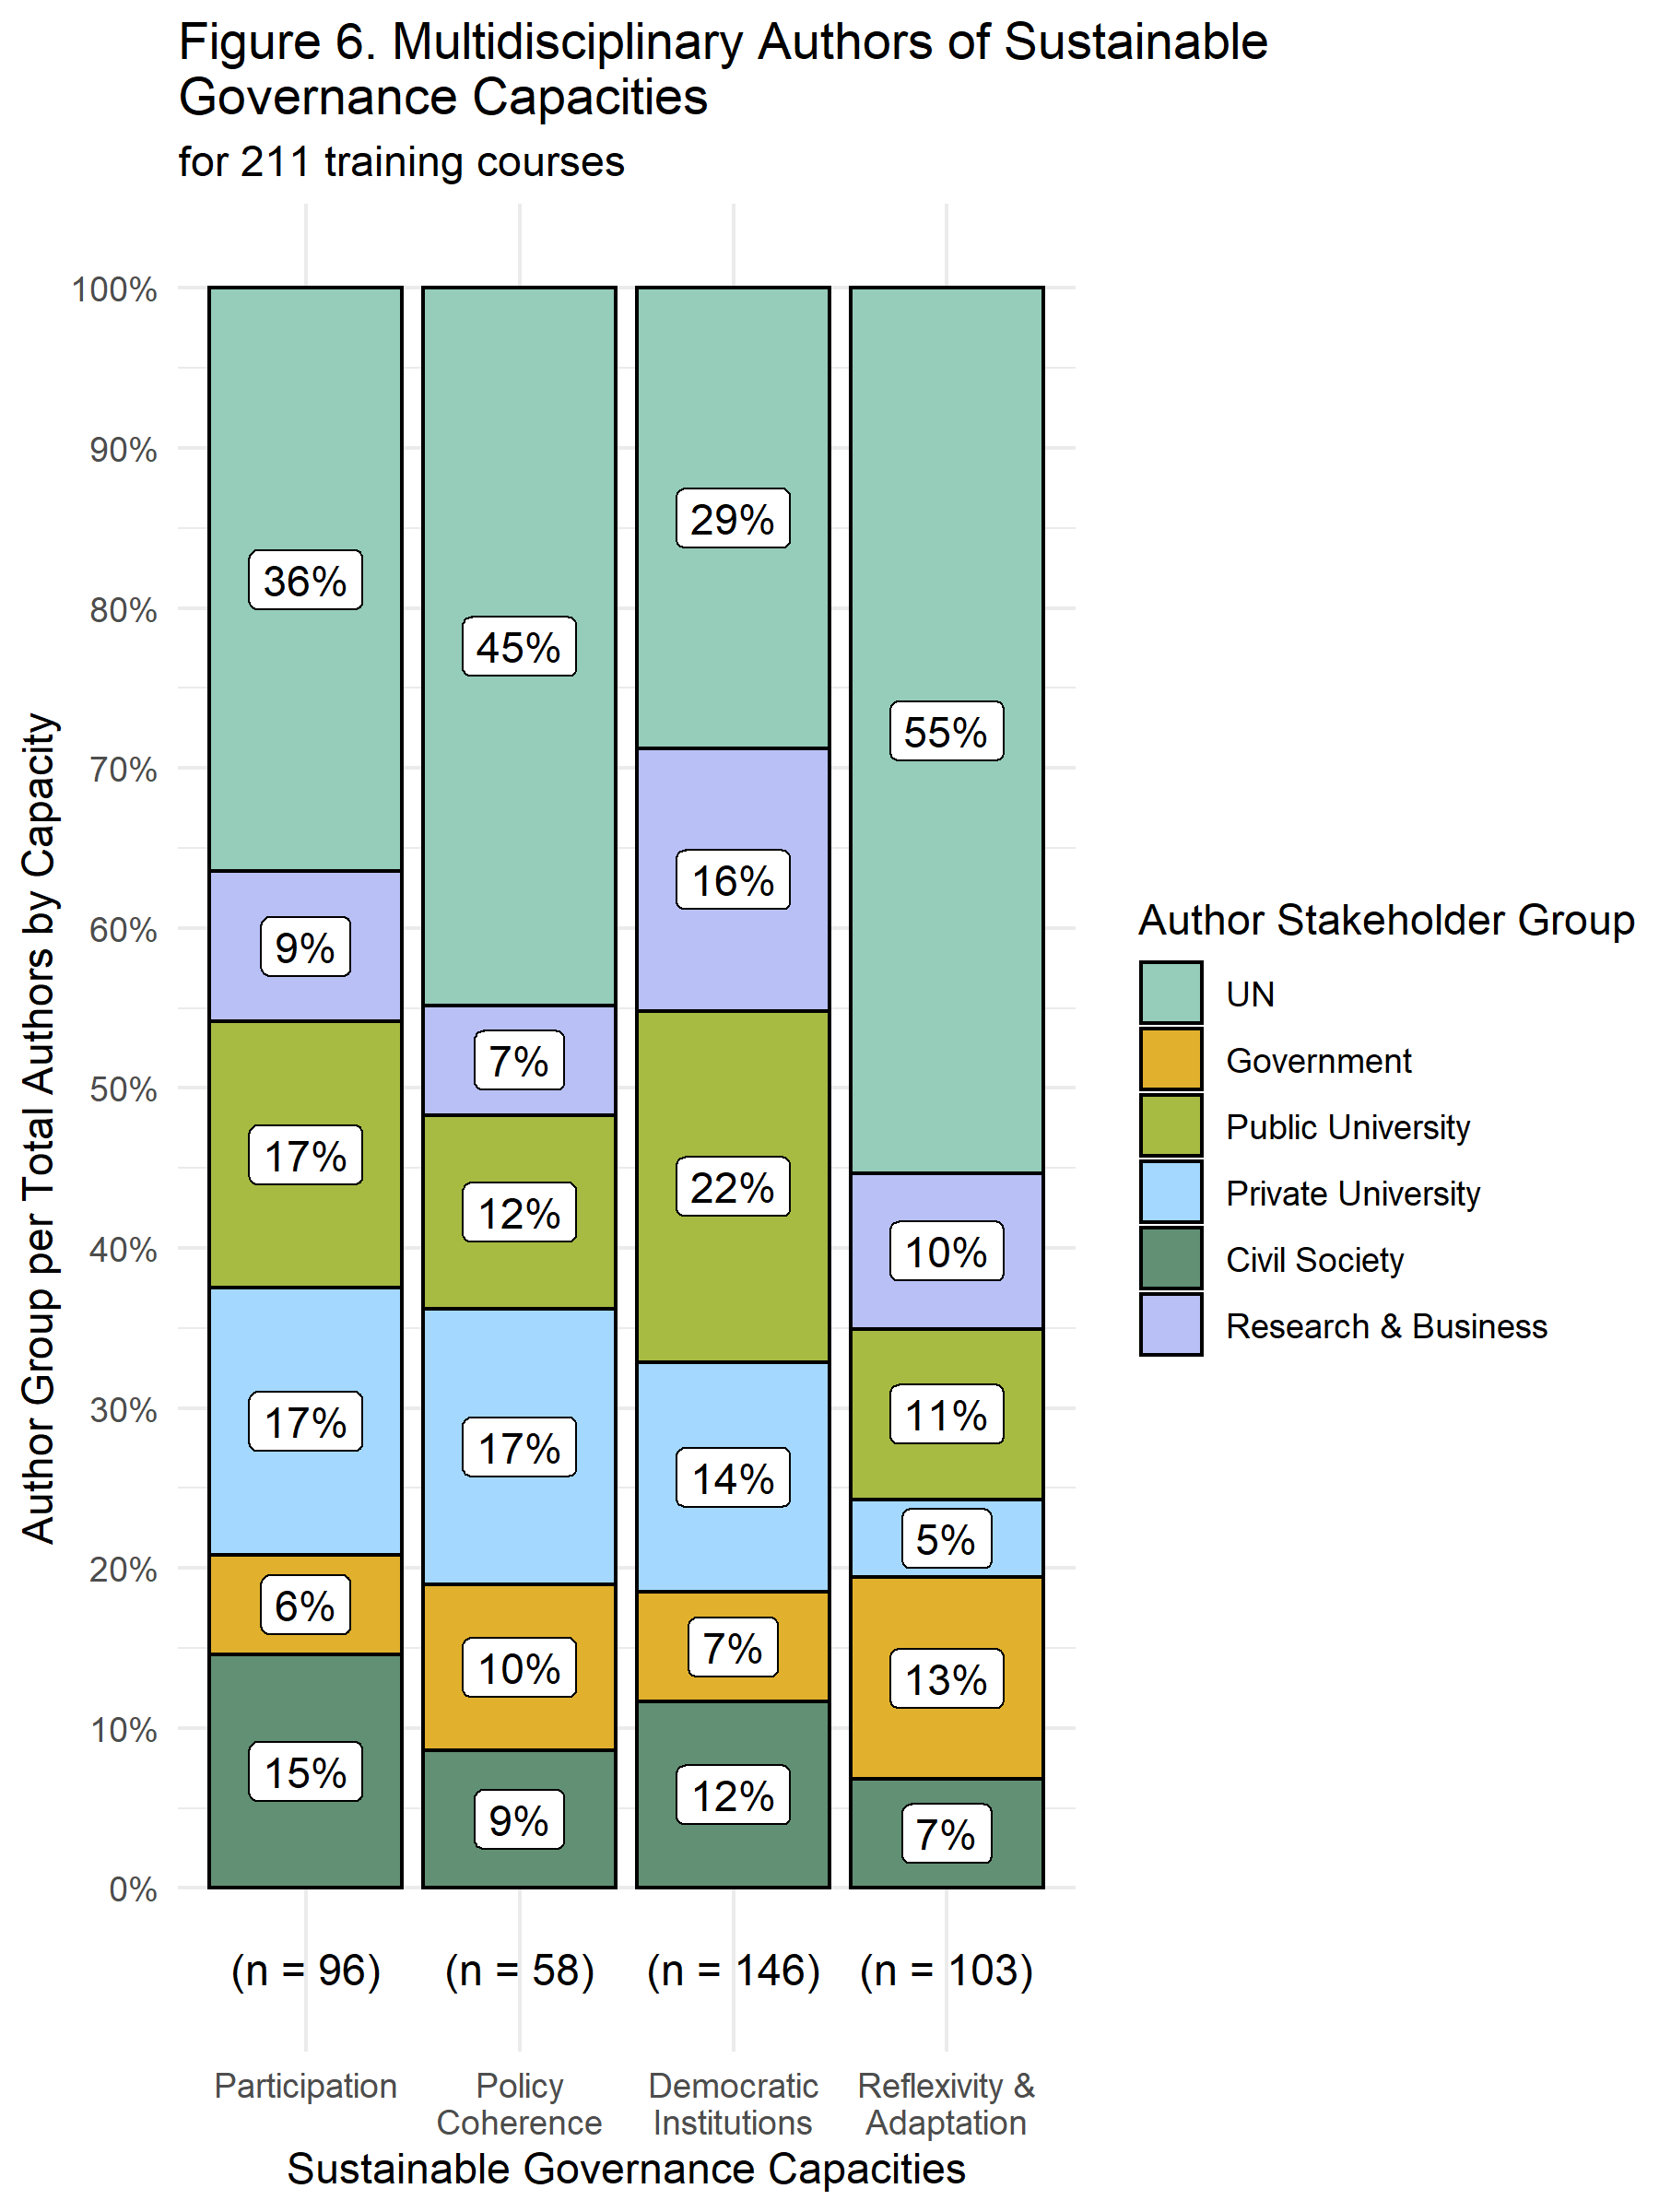 Figure 6. Multidisciplinary Authors of Sustainable
Governance Capacities
for 211 training courses
Author Group per Total Authors by Capacity
100%
90%
80%
70%
60%
50%
40%
30%
20%
10%
0%
36%
9%
17%
17%
6%
15%
45%
7%
12%
17%
10%
9%
29%
16%
22%
14%
7%
12%
55%
10%
11%
5%
13%
7%
(n = 96)
(n = 58)
(n = 146)
(n = 103)
Participation
Policy
Coherence
Democratic
Institutions
Reflexivity &
Adaptation
Sustainable Governance Capacities
Author Stakeholder Group
UN
Government
Public University
Private University
Civil Society
Research & Business